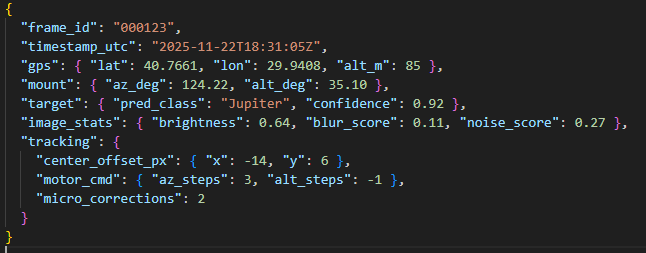 {
  "frame_id": "000123",
  "timestamp_utc": "2025-11-22T18:31:05Z",
  "gps": { "lat": 40.7661, "lon": 29.9408, "alt_m": 85 },
  "mount": { "az_deg": 124.22, "alt_deg": 35.10 },
  "target": { "pred_class": "Jupiter", "confidence": 0.92 },
  "image_stats": { "brightness": 0.64, "blur_score": 0.11, "noise_score": 0.27 },
  "tracking": {
    "center_offset_px": { "x": -14, "y": 6 },
    "motor_cmd": { "az_steps": 3, "alt_steps": -1 },
    "micro_corrections": 2
  }
}